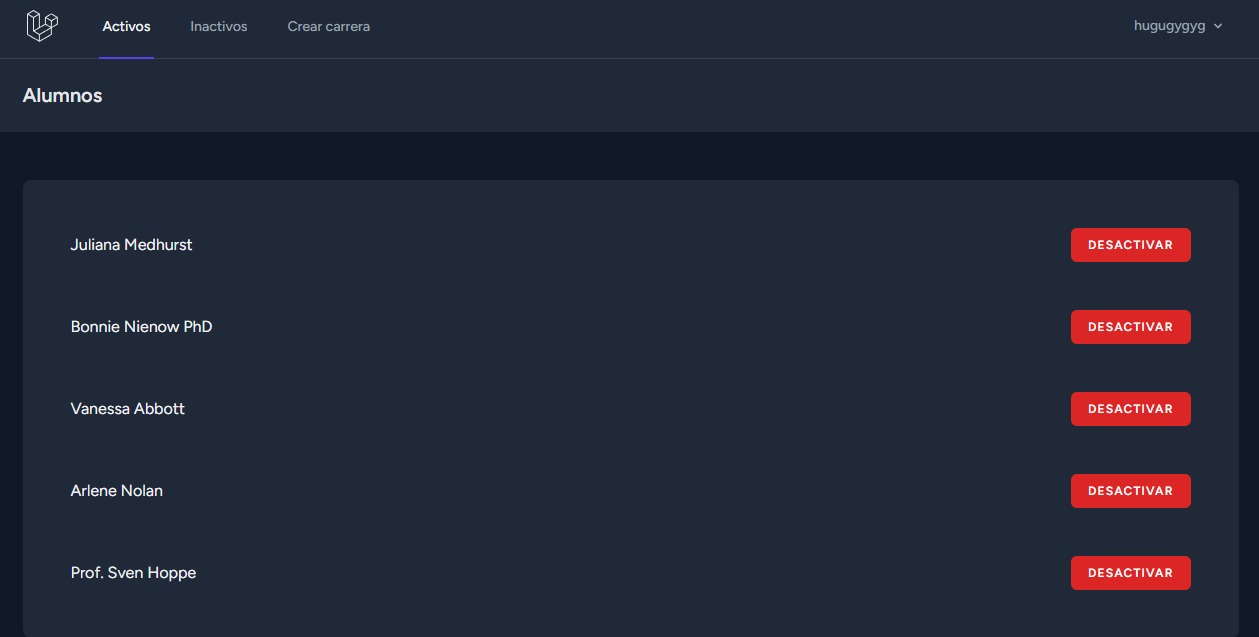 Activos Inactivos Crear carrera hugugygyg
Alumnos
Juliana Medhurst DESACTIVAR
Bonnie Nienow PhD DESACTIVAR
Vanessa Abbott DESACTIVAR
Arlene Nolan DESACTIVAR
Prof. Sven Hoppe DESACTIVAR